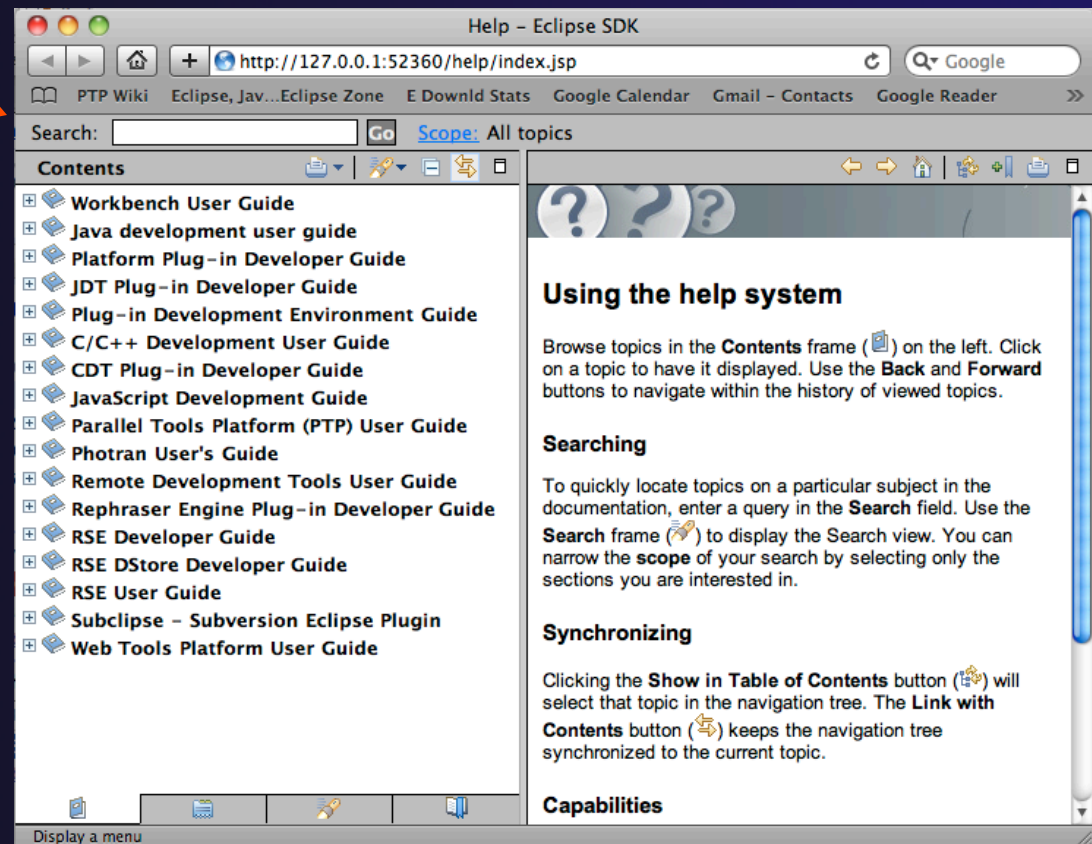 Help – Eclipse SDK
http://127.0.0.1:52360/help/index.jsp
Google
PTP Wiki Eclipse, Jav...Eclipse Zone E Downld Stats Google Calendar Gmail – Contacts Google Reader »
Search: Go Scope: All topics
Contents
Workbench User Guide
Java development user guide
Platform Plug-in Developer Guide
JDT Plug-in Developer Guide
Plug-in Development Environment Guide
C/C++ Development User Guide
CDT Plug-in Developer Guide
JavaScript Development Guide
Parallel Tools Platform (PTP) User Guide
Photran User's Guide
Remote Development Tools User Guide
Rephraser Engine Plug-in Developer Guide
RSE Developer Guide
RSE DStore Developer Guide
RSE User Guide
Subclipse – Subversion Eclipse Plugin
Web Tools Platform User Guide
???
Using the help system
Browse topics in the Contents frame ( ) on the left. Click
on a topic to have it displayed. Use the Back and Forward
buttons to navigate within the history of viewed topics.
Searching
To quickly locate topics on a particular subject in the
documentation, enter a query in the Search field. Use the
Search frame ( ) to display the Search view. You can
narrow the scope of your search by selecting only the
sections you are interested in.
Synchronizing
Clicking the Show in Table of Contents button ( ) will
select that topic in the navigation tree. The Link with
Contents button ( ) keeps the navigation tree
synchronized to the current topic.
Capabilities
Display a menu